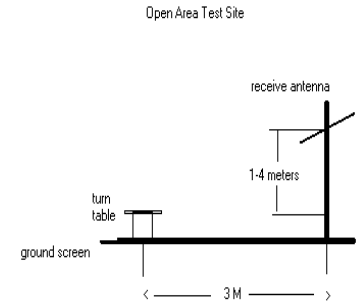 Open Area Test Site
receive antenna
1-4 meters
turn
table
ground screen
3 M